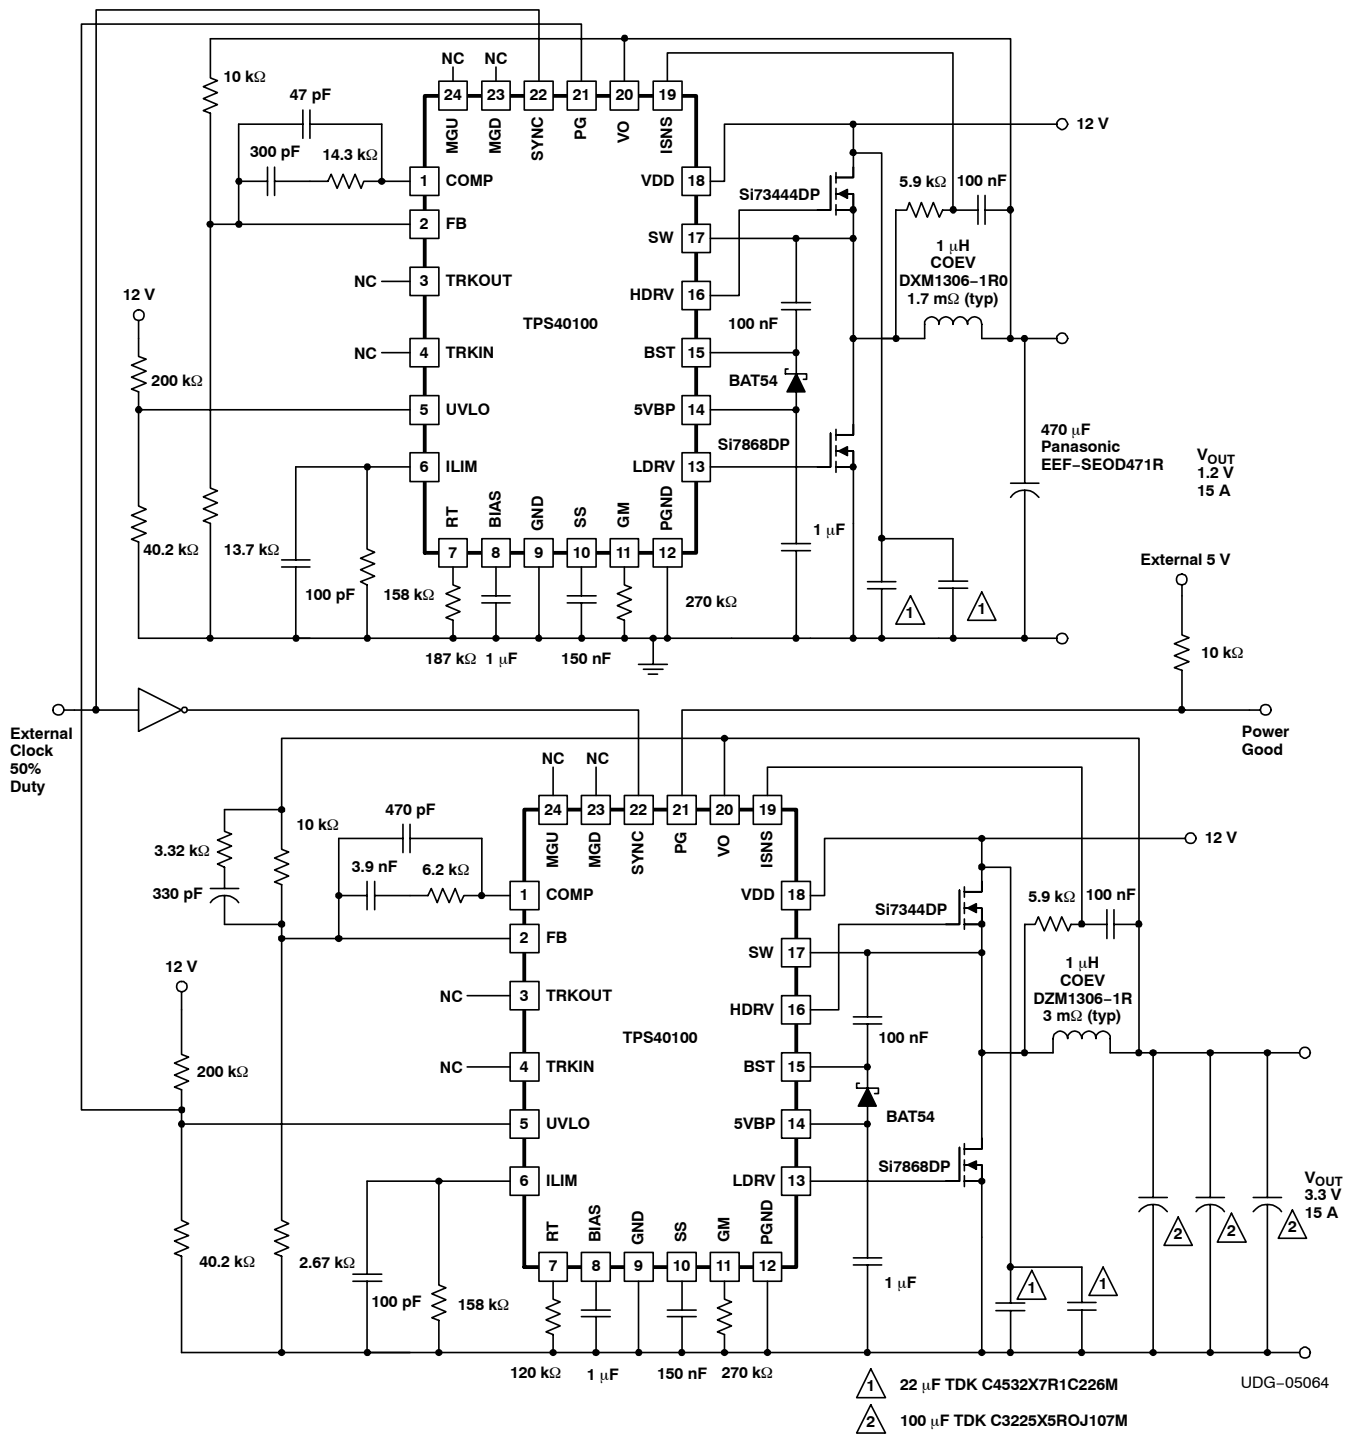 NC NC
10 kΩ
47 pF
24 23 22 21 20 19
MGU MGD SYNC PG VO ISNS
12 V
300 pF 14.3 kΩ
1 COMP
VDD 18
Si73444DP
5.9 kΩ 100 nF
2 FB
SW 17
1 μH
COEV
DXM1306–1R0
1.7 mΩ (typ)
NC 3 TRKOUT
HDRV 16
12 V
TPS40100
100 nF
NC 4 TRKIN
BST 15
200 kΩ
BAT54
5 UVLO
5VBP 14
470 μF
Panasonic
EEF–SEOD471R
Si7868DP
VOUT
1.2 V
15 A
6 ILIM
LDRV 13
RT BIAS GND SS GM PGND
40.2 kΩ
13.7 kΩ
7 8 9 10 11 12
1 μF
External 5 V
100 pF
158 kΩ
270 kΩ
1 1
187 kΩ 1 μF 150 nF
10 kΩ
External
Clock
50%
Duty
Power
Good
NC NC
10 kΩ
470 pF
24 23 22 21 20 19
MGU MGD SYNC PG VO ISNS
12 V
3.32 kΩ
3.9 nF 6.2 kΩ
330 pF
1 COMP
VDD 18
Si7344DP
5.9 kΩ 100 nF
2 FB
SW 17
12 V
1 μH
COEV
DZM1306–1R
3 mΩ (typ)
NC 3 TRKOUT
HDRV 16
TPS40100
100 nF
NC 4 TRKIN
BST 15
200 kΩ
BAT54
5 UVLO
5VBP 14
Si7868DP
6 ILIM
LDRV 13
VOUT
3.3 V
15 A
RT BIAS GND SS GM PGND
2 2 2
40.2 kΩ
2.67 kΩ
7 8 9 10 11 12
1 μF
1 1
100 pF
158 kΩ
120 kΩ 1 μF 150 nF 270 kΩ
1 22 μF TDK C4532X7R1C226M
UDG–05064
2 100 μF TDK C3225X5ROJ107M